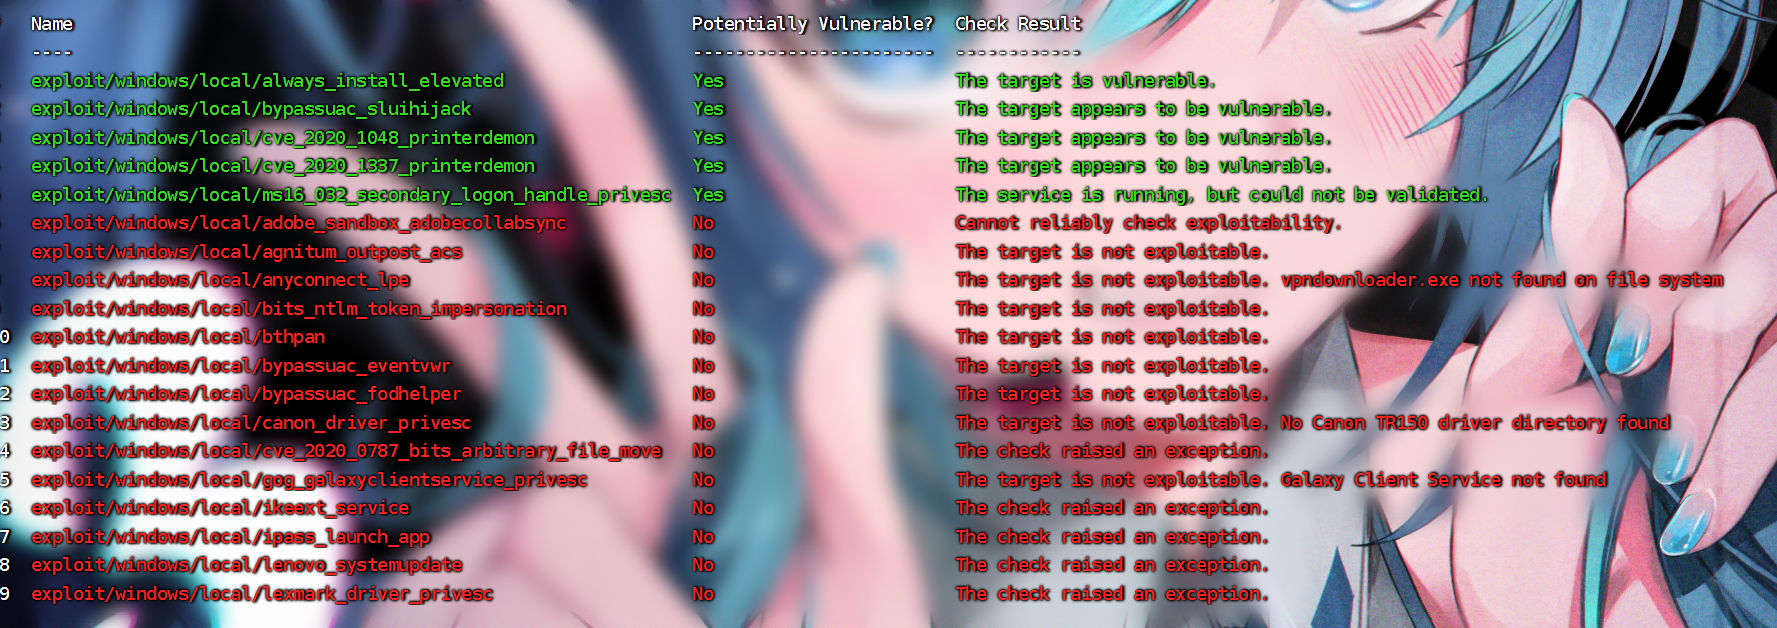 Name Potentially Vulnerable? Check Result
---- ----------------------- ------------
exploit/windows/local/always_install_elevated Yes The target is vulnerable.
exploit/windows/local/bypassuac_sluihijack Yes The target appears to be vulnerable.
exploit/windows/local/cve_2020_1048_printerdemon Yes The target appears to be vulnerable.
exploit/windows/local/cve_2020_1337_printerdemon Yes The target appears to be vulnerable.
exploit/windows/local/ms16_032_secondary_logon_handle_privesc Yes The service is running, but could not be validated.
exploit/windows/local/adobe_sandbox_adobecollabsync No Cannot reliably check exploitability.
exploit/windows/local/agnitum_outpost_acs No The target is not exploitable.
exploit/windows/local/anyconnect_lpe No The target is not exploitable. vpndownloader.exe not found on file system
exploit/windows/local/bits_ntlm_token_impersonation No The target is not exploitable.
0 exploit/windows/local/bthpan No The target is not exploitable.
1 exploit/windows/local/bypassuac_eventvwr No The target is not exploitable.
2 exploit/windows/local/bypassuac_fodhelper No The target is not exploitable.
3 exploit/windows/local/canon_driver_privesc No The target is not exploitable. No Canon TR150 driver directory found
4 exploit/windows/local/cve_2020_0787_bits_arbitrary_file_move No The check raised an exception.
5 exploit/windows/local/gog_galaxyclientservice_privesc No The target is not exploitable. Galaxy Client Service not found
6 exploit/windows/local/ikeext_service No The check raised an exception.
7 exploit/windows/local/ipass_launch_app No The check raised an exception.
8 exploit/windows/local/lenovo_systemupdate No The check raised an exception.
9 exploit/windows/local/lexmark_driver_privesc No The check raised an exception.